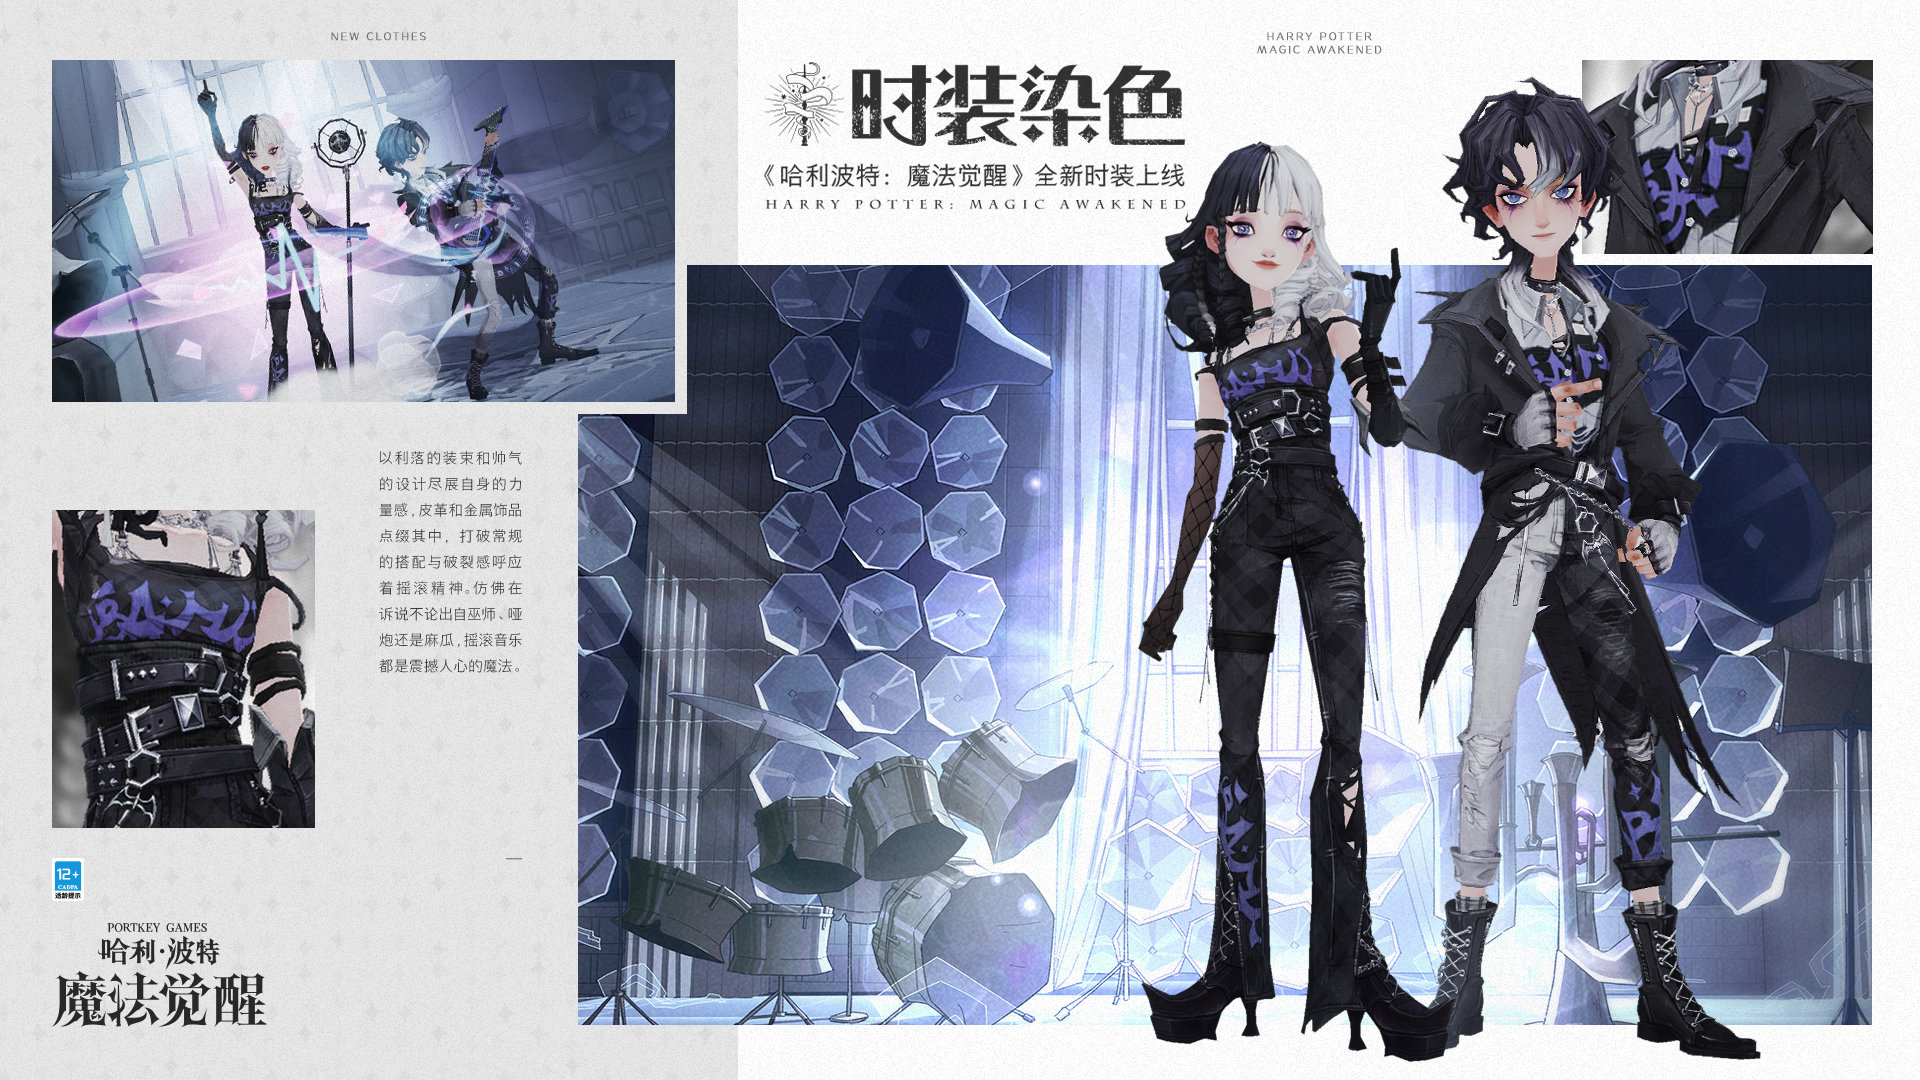 NEW CLOTHES
HARRY POTTER
MAGIC AWAKENED
时装染色
《哈利波特：魔法觉醒》全新时装上线
HARRY POTTER: MAGIC AWAKENED
以利落的装束和帅气
的设计尽展自身的力
量感，皮革和金属饰品
点缀其中，打破常规
的搭配与破裂感呼应
着摇滚精神。仿佛在
诉说不论出自巫师、哑
炮还是麻瓜，摇滚音乐
都是震撼人心的魔法。
12+
CADPA
适龄提示
PORTKEY GAMES
哈利·波特
魔法觉醒